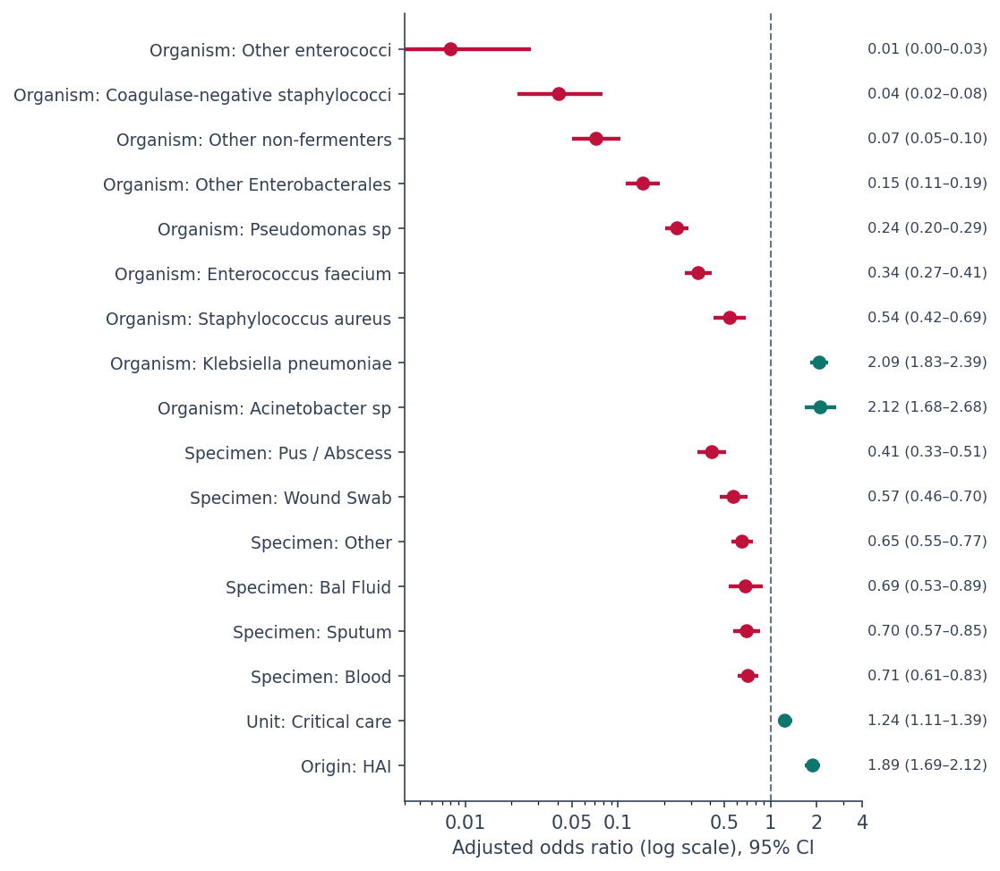 Organism: Other enterococci 0.01 (0.00–0.03)
Organism: Coagulase-negative staphylococci 0.04 (0.02–0.08)
Organism: Other non-fermenters 0.07 (0.05–0.10)
Organism: Other Enterobacterales 0.15 (0.11–0.19)
Organism: Pseudomonas sp 0.24 (0.20–0.29)
Organism: Enterococcus faecium 0.34 (0.27–0.41)
Organism: Staphylococcus aureus 0.54 (0.42–0.69)
Organism: Klebsiella pneumoniae 2.09 (1.83–2.39)
Organism: Acinetobacter sp 2.12 (1.68–2.68)
Specimen: Pus / Abscess 0.41 (0.33–0.51)
Specimen: Wound Swab 0.57 (0.46–0.70)
Specimen: Other 0.65 (0.55–0.77)
Specimen: Bal Fluid 0.69 (0.53–0.89)
Specimen: Sputum 0.70 (0.57–0.85)
Specimen: Blood 0.71 (0.61–0.83)
Unit: Critical care 1.24 (1.11–1.39)
Origin: HAI 1.89 (1.69–2.12)
0.01 0.05 0.1 0.5 1 2 4
Adjusted odds ratio (log scale), 95% CI